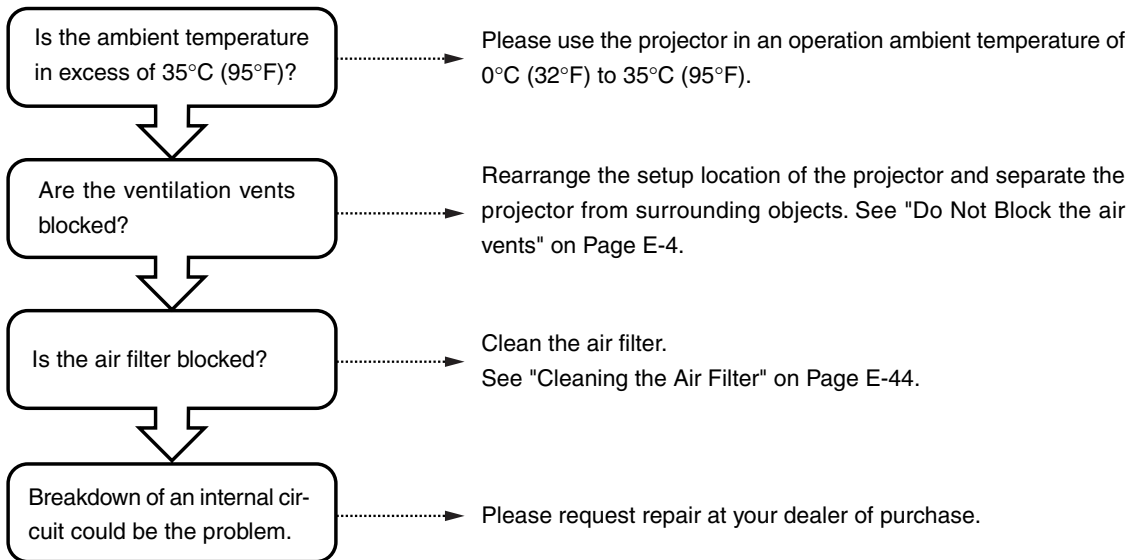 Is the ambient temperature
in excess of 35°C (95°F)?
Please use the projector in an operation ambient temperature of
0°C (32°F) to 35°C (95°F).
Are the ventilation vents
blocked?
Rearrange the setup location of the projector and separate the
projector from surrounding objects. See "Do Not Block the air
vents" on Page E-4.
Is the air filter blocked?
Clean the air filter.
See "Cleaning the Air Filter" on Page E-44.
Breakdown of an internal cir-
cuit could be the problem.
Please request repair at your dealer of purchase.